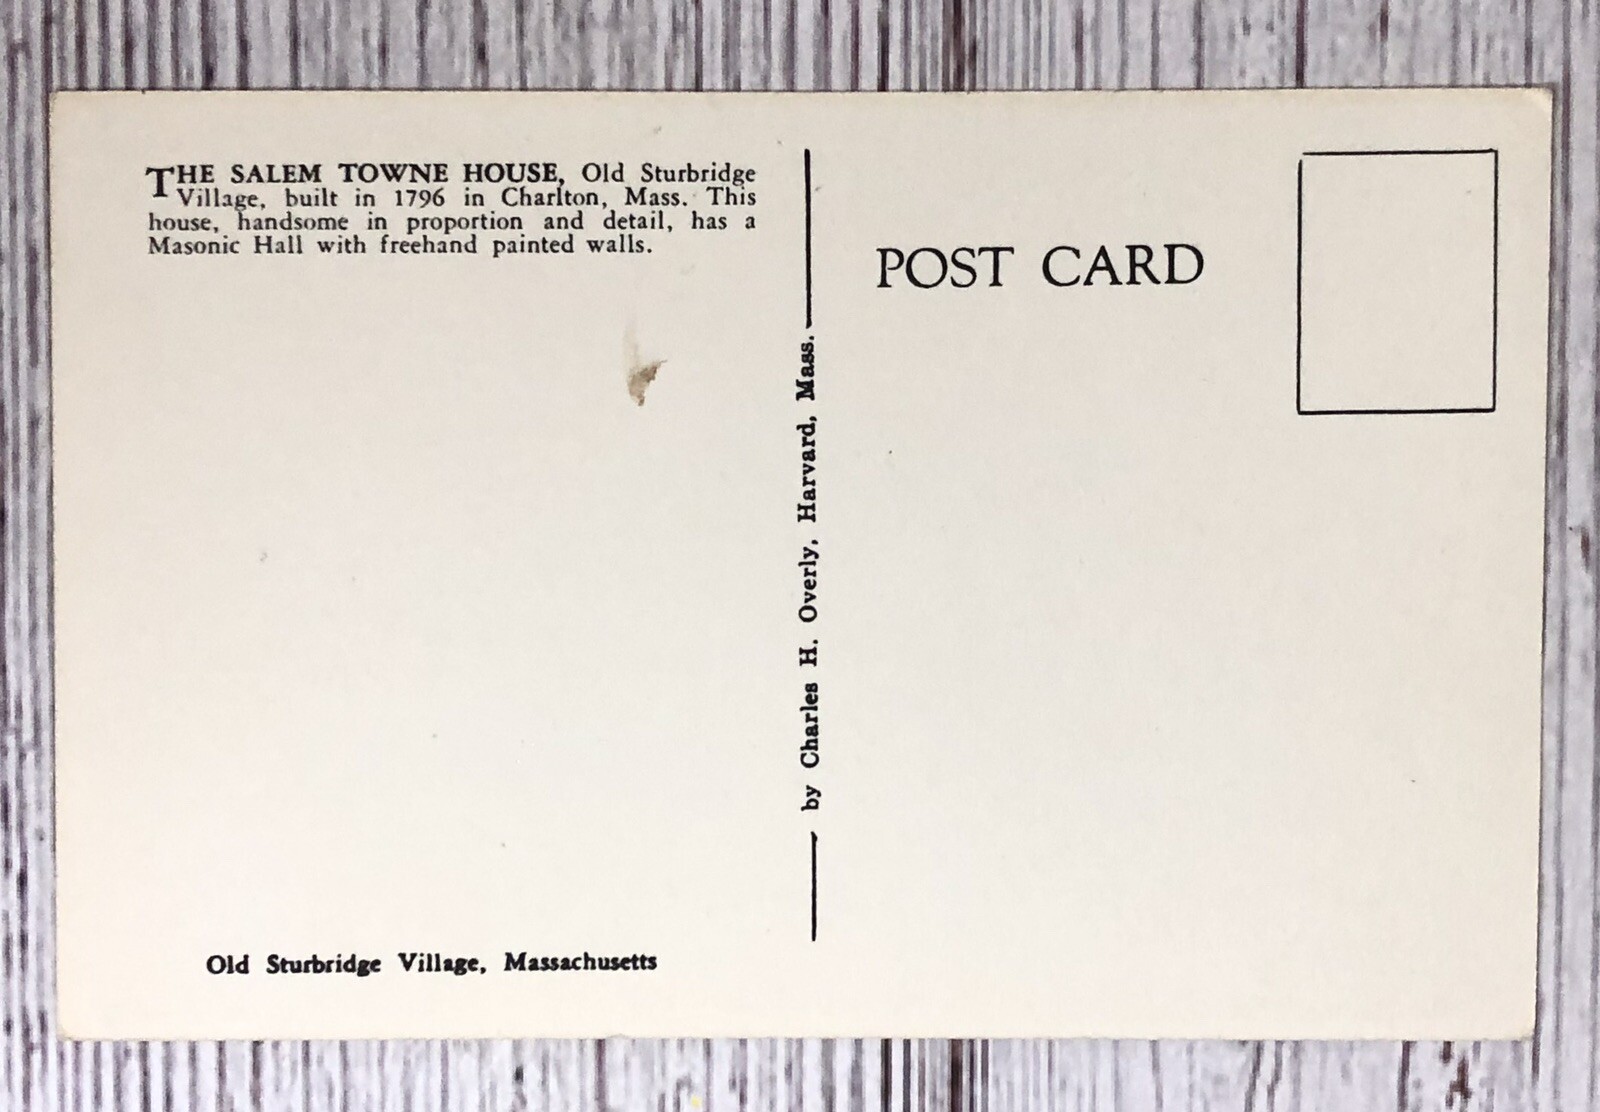 THE SALEM TOWNE HOUSE, Old Sturbridge
Village, built in 1796 in Charlton, Mass. This
house, handsome in proportion and detail, has a
Masonic Hall with freehand painted walls.
Old Sturbridge Village, Massachusetts
by Charles H. Overly, Harvard, Mass.
POST CARD